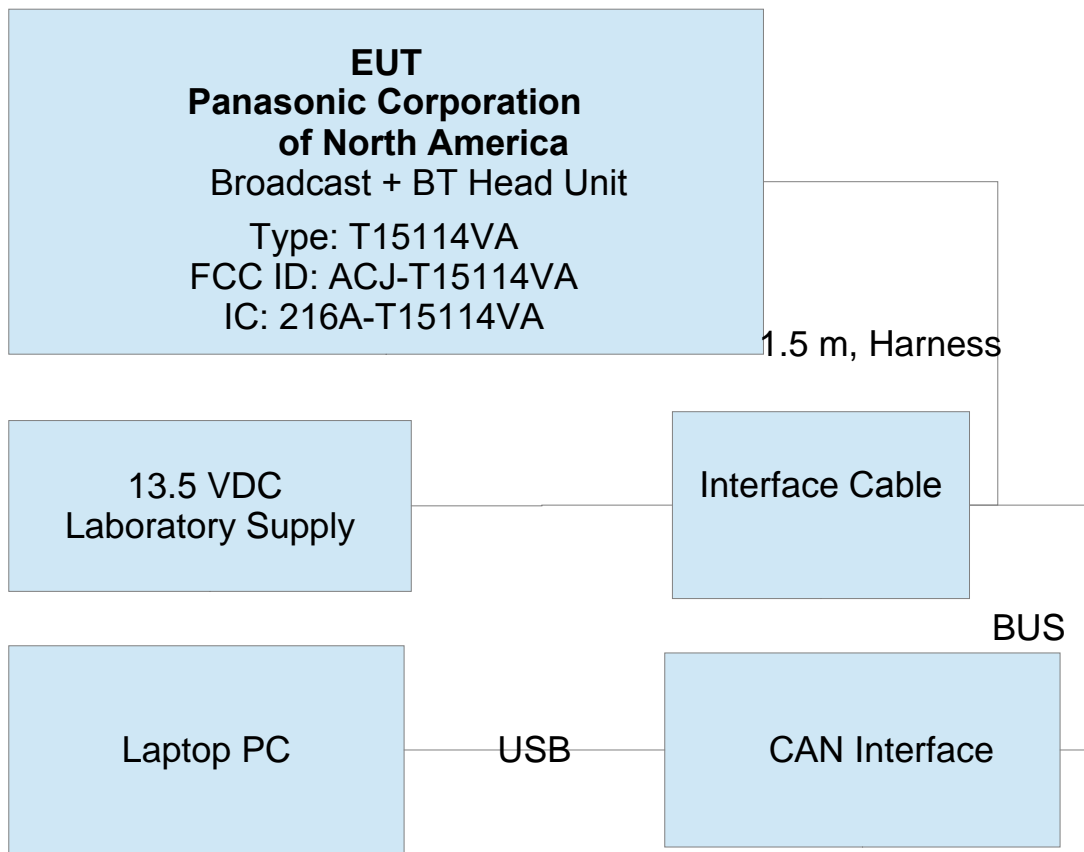 EUT
Panasonic Corporation
of North America
Broadcast + BT Head Unit
Type: T15114VA
FCC ID: ACJ-T15114VA
IC: 216A-T15114VA
1.5 m, Harness
13.5 VDC
Laboratory Supply
Interface Cable
BUS
Laptop PC
USB
CAN Interface